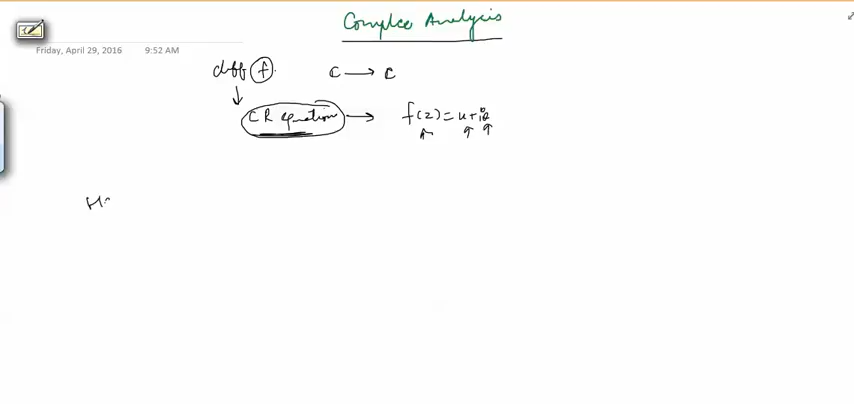 Complex Analysis
Friday, April 29, 2016 9:52 AM
diff f. C → C
CR equation → f(z) = u + iv